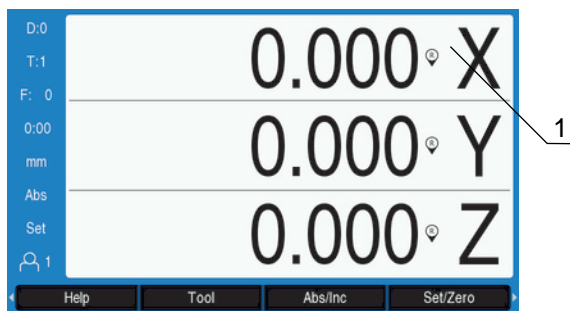 D:0
T:1
F: 0
0:00
mm
Abs
Set
1
0.000 R X
0.000 R Y
0.000 R Z
1
Help Tool Abs/Inc Set/Zero